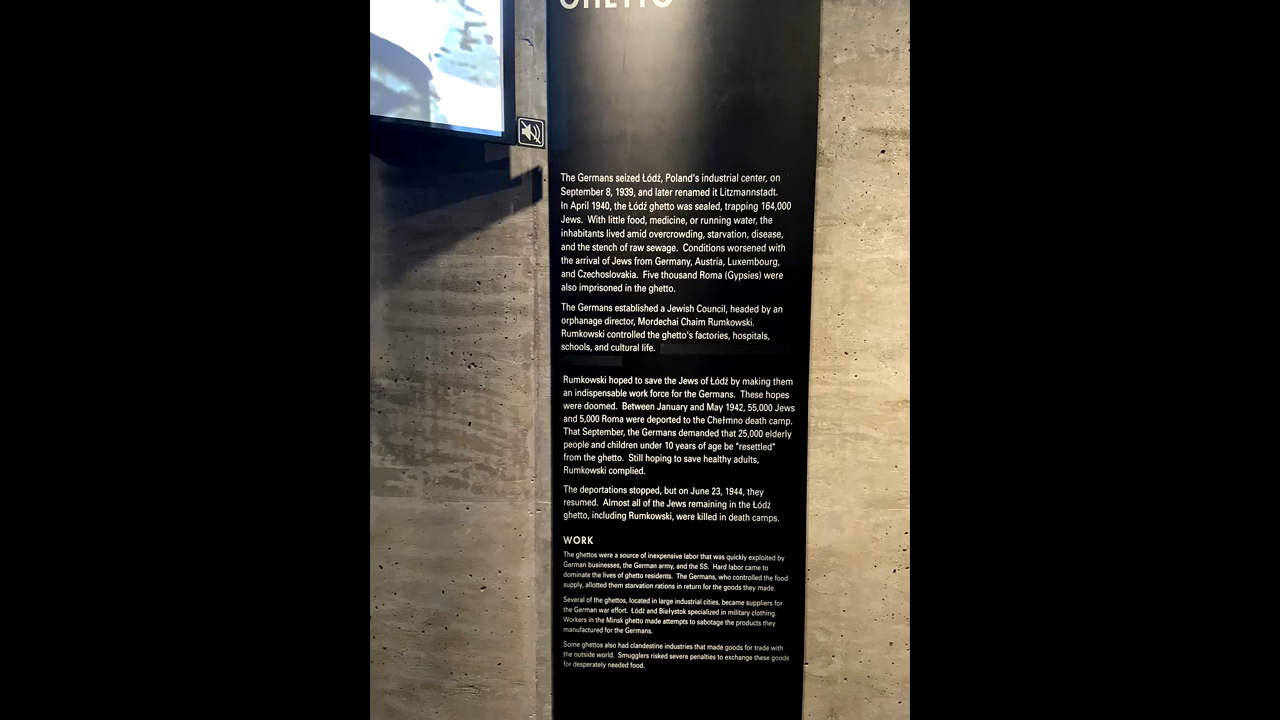 GHETTO
The Germans seized Łódź, Poland's industrial center, on
September 8, 1939, and later renamed it Litzmannstadt.
In April 1940, the Łódź ghetto was sealed, trapping 164,000
Jews. With little food, medicine, or running water, the
inhabitants lived amid overcrowding, starvation, disease,
and the stench of raw sewage. Conditions worsened with
the arrival of Jews from Germany, Austria, Luxembourg,
and Czechoslovakia. Five thousand Roma (Gypsies) were
also imprisoned in the ghetto.
The Germans established a Jewish Council, headed by an
orphanage director, Mordechai Chaim Rumkowski.
Rumkowski controlled the ghetto's factories, hospitals,
schools, and cultural life.
Rumkowski hoped to save the Jews of Łódź by making them
an indispensable work force for the Germans. These hopes
were doomed. Between January and May 1942, 55,000 Jews
and 5,000 Roma were deported to the Chełmno death camp.
That September, the Germans demanded that 25,000 elderly
people and children under 10 years of age be "resettled"
from the ghetto. Still hoping to save healthy adults,
Rumkowski complied.
The deportations stopped, but on June 23, 1944, they
resumed. Almost all of the Jews remaining in the Łódź
ghetto, including Rumkowski, were killed in death camps.
WORK
The ghettos were a source of inexpensive labor that was quickly exploited by
German businesses, the German army, and the SS. Hard labor came to
dominate the lives of ghetto residents. The Germans, who controlled the food
supply, allotted them starvation rations in return for the goods they made.
Several of the ghettos, located in large industrial cities, became suppliers for
the German war effort. Łódź and Białystok specialized in military clothing.
Workers in the Minsk ghetto made attempts to sabotage the products they
manufactured for the Germans.
Some ghettos also had clandestine industries that made goods for trade with
the outside world. Smugglers risked severe penalties to exchange these goods
for desperately needed food.